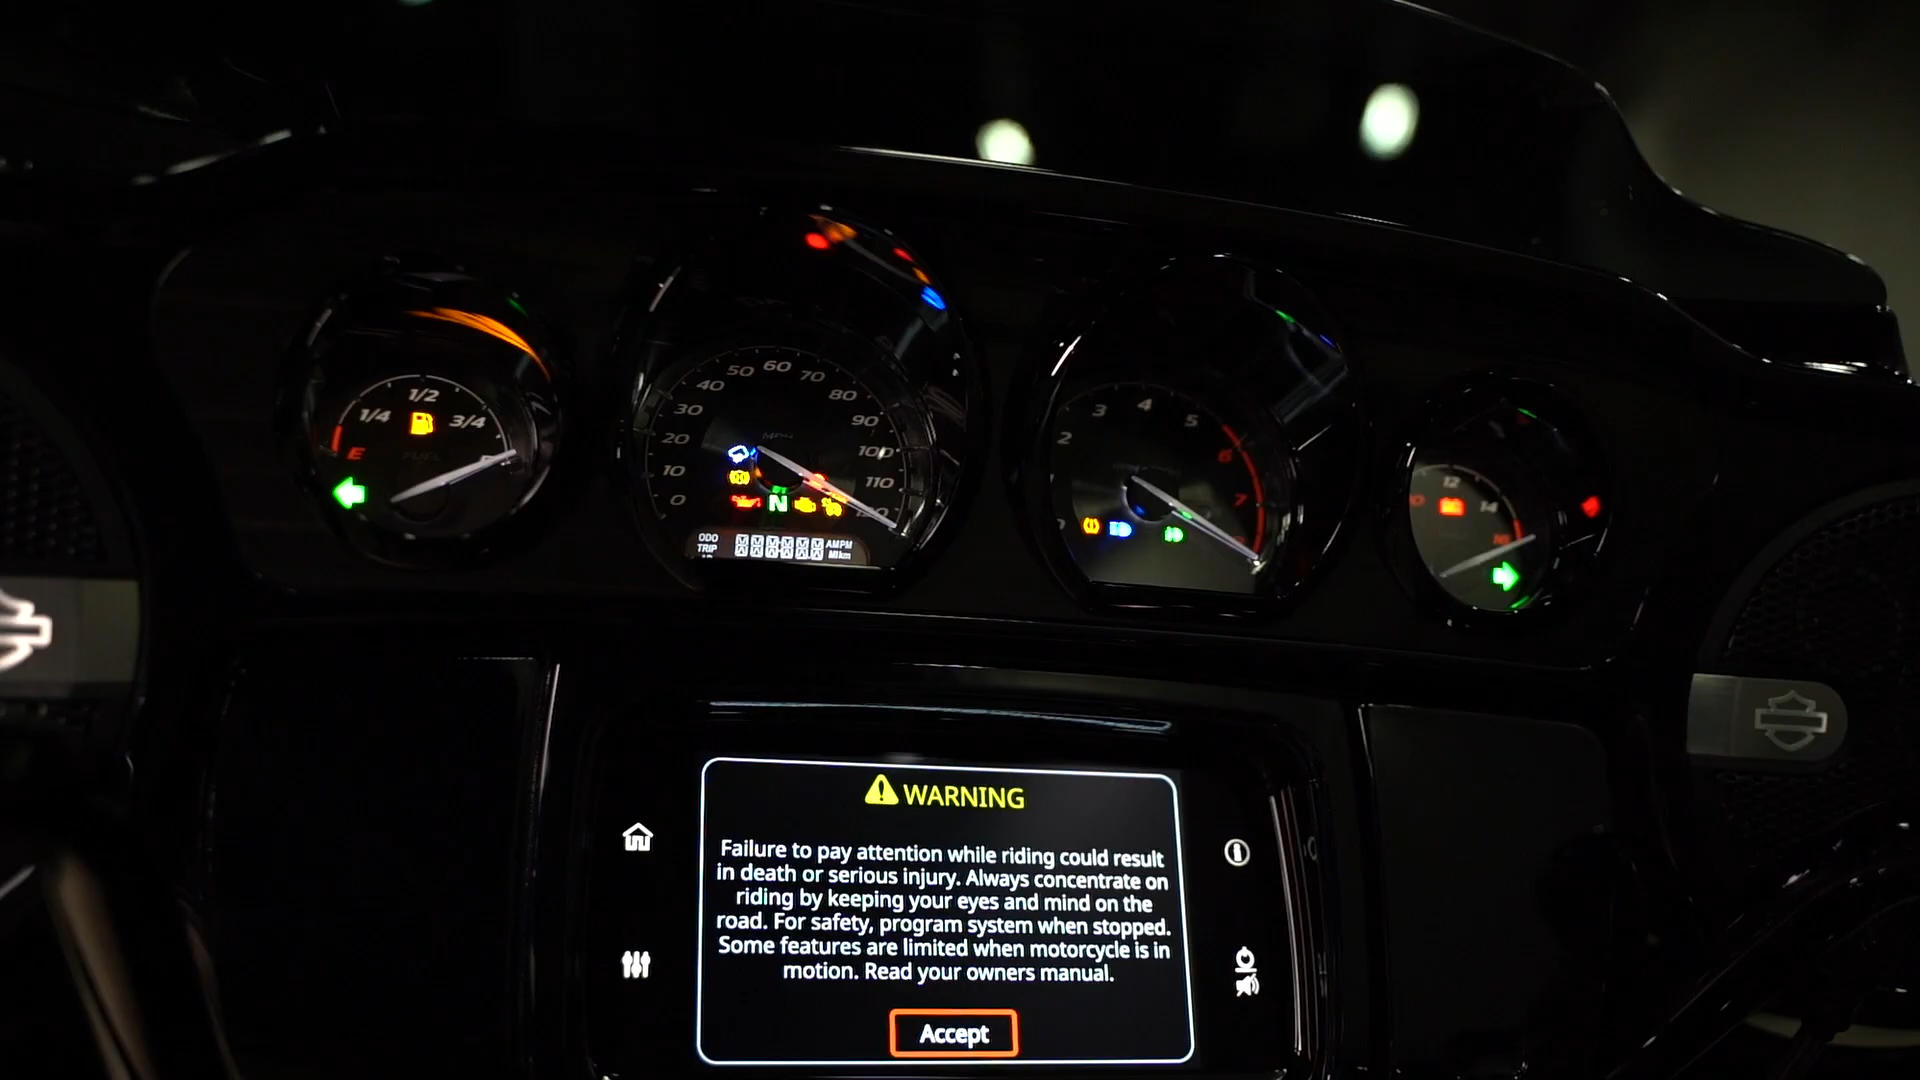 1/4
1/2
3/4
E
FUEL
0
10
20
30
40
50
60
70
80
90
100
110
120
MPH
N
ODO
TRIP
AMPM
MIkm
2
3
4
5
6
7
12
14
16
WARNING
Failure to pay attention while riding could result
in death or serious injury. Always concentrate on
riding by keeping your eyes and mind on the
road. For safety, program system when stopped.
Some features are limited when motorcycle is in
motion. Read your owners manual.
Accept